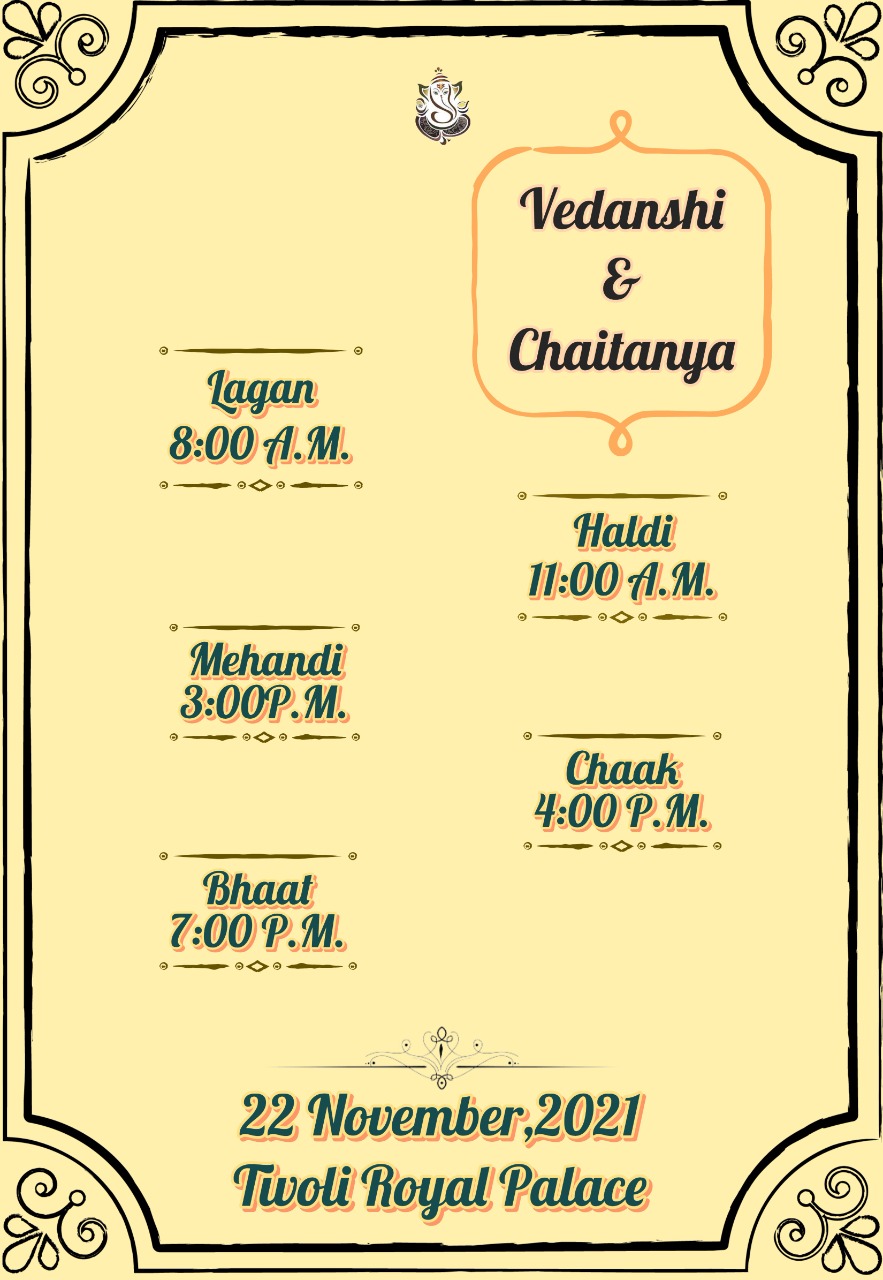 Vedanshi
&
Chaitanya
Lagan
8:00 A.M.
Haldi
11:00 A.M.
Mehandi
3:00P.M.
Chaak
4:00 P.M.
Bhaat
7:00 P.M.
22 November,2021
Tivoli Royal Palace